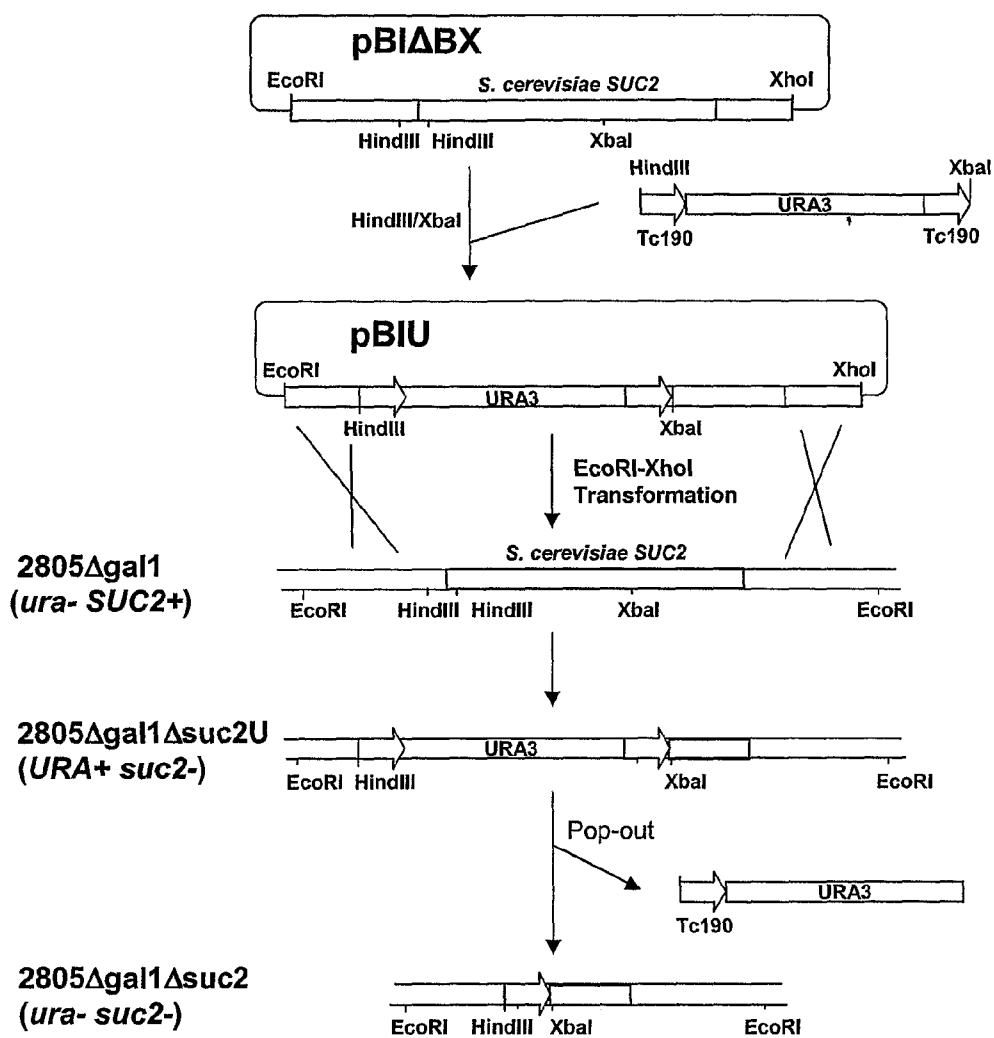 pBIΔBX
EcoRI
S. cerevisiae SUC2
XhoI
HindIII
HindIII
XbaI
HindIII
XbaI
URA3
Tc190
Tc190
HindIII/XbaI
pBIU
EcoRI
XhoI
URA3
HindIII
XbaI
EcoRI-XhoI
Transformation
2805Δgal1
(ura- SUC2+)
S. cerevisiae SUC2
EcoRI
HindIII
HindIII
XbaI
EcoRI
2805Δgal1Δsuc2U
(URA+ suc2-)
URA3
EcoRI
HindIII
XbaI
EcoRI
Pop-out
URA3
Tc190
2805Δgal1Δsuc2
(ura- suc2-)
EcoRI
HindIII
XbaI
EcoRI